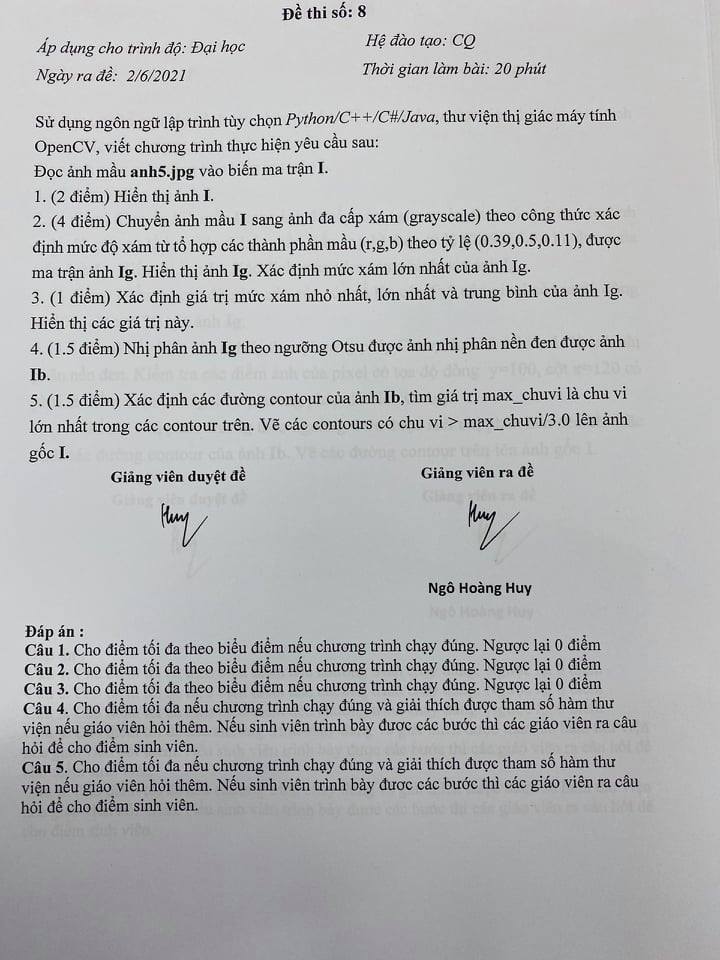 Đề thi số: 8
Áp dụng cho trình độ: Đại học
Hệ đào tạo: CQ
Ngày ra đề: 2/6/2021
Thời gian làm bài: 20 phút
Sử dụng ngôn ngữ lập trình tùy chọn Python/C++/C#/Java, thư viện thị giác máy tính
OpenCV, viết chương trình thực hiện yêu cầu sau:
Đọc ảnh mầu anh5.jpg vào biến ma trận I.
1. (2 điểm) Hiển thị ảnh I.
2. (4 điểm) Chuyển ảnh mầu I sang ảnh đa cấp xám (grayscale) theo công thức xác
định mức độ xám từ tổ hợp các thành phần mầu (r,g,b) theo tỷ lệ (0.39,0.5,0.11), được
ma trận ảnh Ig. Hiển thị ảnh Ig. Xác định mức xám lớn nhất của ảnh Ig.
3. (1 điểm) Xác định giá trị mức xám nhỏ nhất, lớn nhất và trung bình của ảnh Ig.
Hiển thị các giá trị này.
4. (1.5 điểm) Nhị phân ảnh Ig theo ngưỡng Otsu được ảnh nhị phân nền đen được ảnh
Ib.
5. (1.5 điểm) Xác định các đường contour của ảnh Ib, tìm giá trị max_chuvi là chu vi
lớn nhất trong các contour trên. Vẽ các contours có chu vi > max_chuvi/3.0 lên ảnh
gốc I.
Giảng viên duyệt đề
Giảng viên ra đề
Huy
Huy
Ngô Hoàng Huy
Đáp án :
Câu 1. Cho điểm tối đa theo biểu điểm nếu chương trình chạy đúng. Ngược lại 0 điểm
Câu 2. Cho điểm tối đa theo biểu điểm nếu chương trình chạy đúng. Ngược lại 0 điểm
Câu 3. Cho điểm tối đa theo biểu điểm nếu chương trình chạy đúng. Ngược lại 0 điểm
Câu 4. Cho điểm tối đa nếu chương trình chạy đúng và giải thích được tham số hàm thư
viện nếu giáo viên hỏi thêm. Nếu sinh viên trình bày được các bước thì các giáo viên ra câu
hỏi để cho điểm sinh viên.
Câu 5. Cho điểm tối đa nếu chương trình chạy đúng và giải thích được tham số hàm thư
viện nếu giáo viên hỏi thêm. Nếu sinh viên trình bày được các bước thì các giáo viên ra câu
hỏi để cho điểm sinh viên.